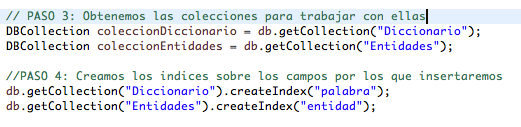 // PASO 3: Obtenemos las colecciones para trabajar con ellas
DBCollection coleccionDiccionario = db.getCollection("Diccionario");
DBCollection coleccionEntidades = db.getCollection("Entidades");
//PASO 4: Creamos los indices sobre los campos por los que insertaremos
db.getCollection("Diccionario").createIndex("palabra");
db.getCollection("Entidades").createIndex("entidad");